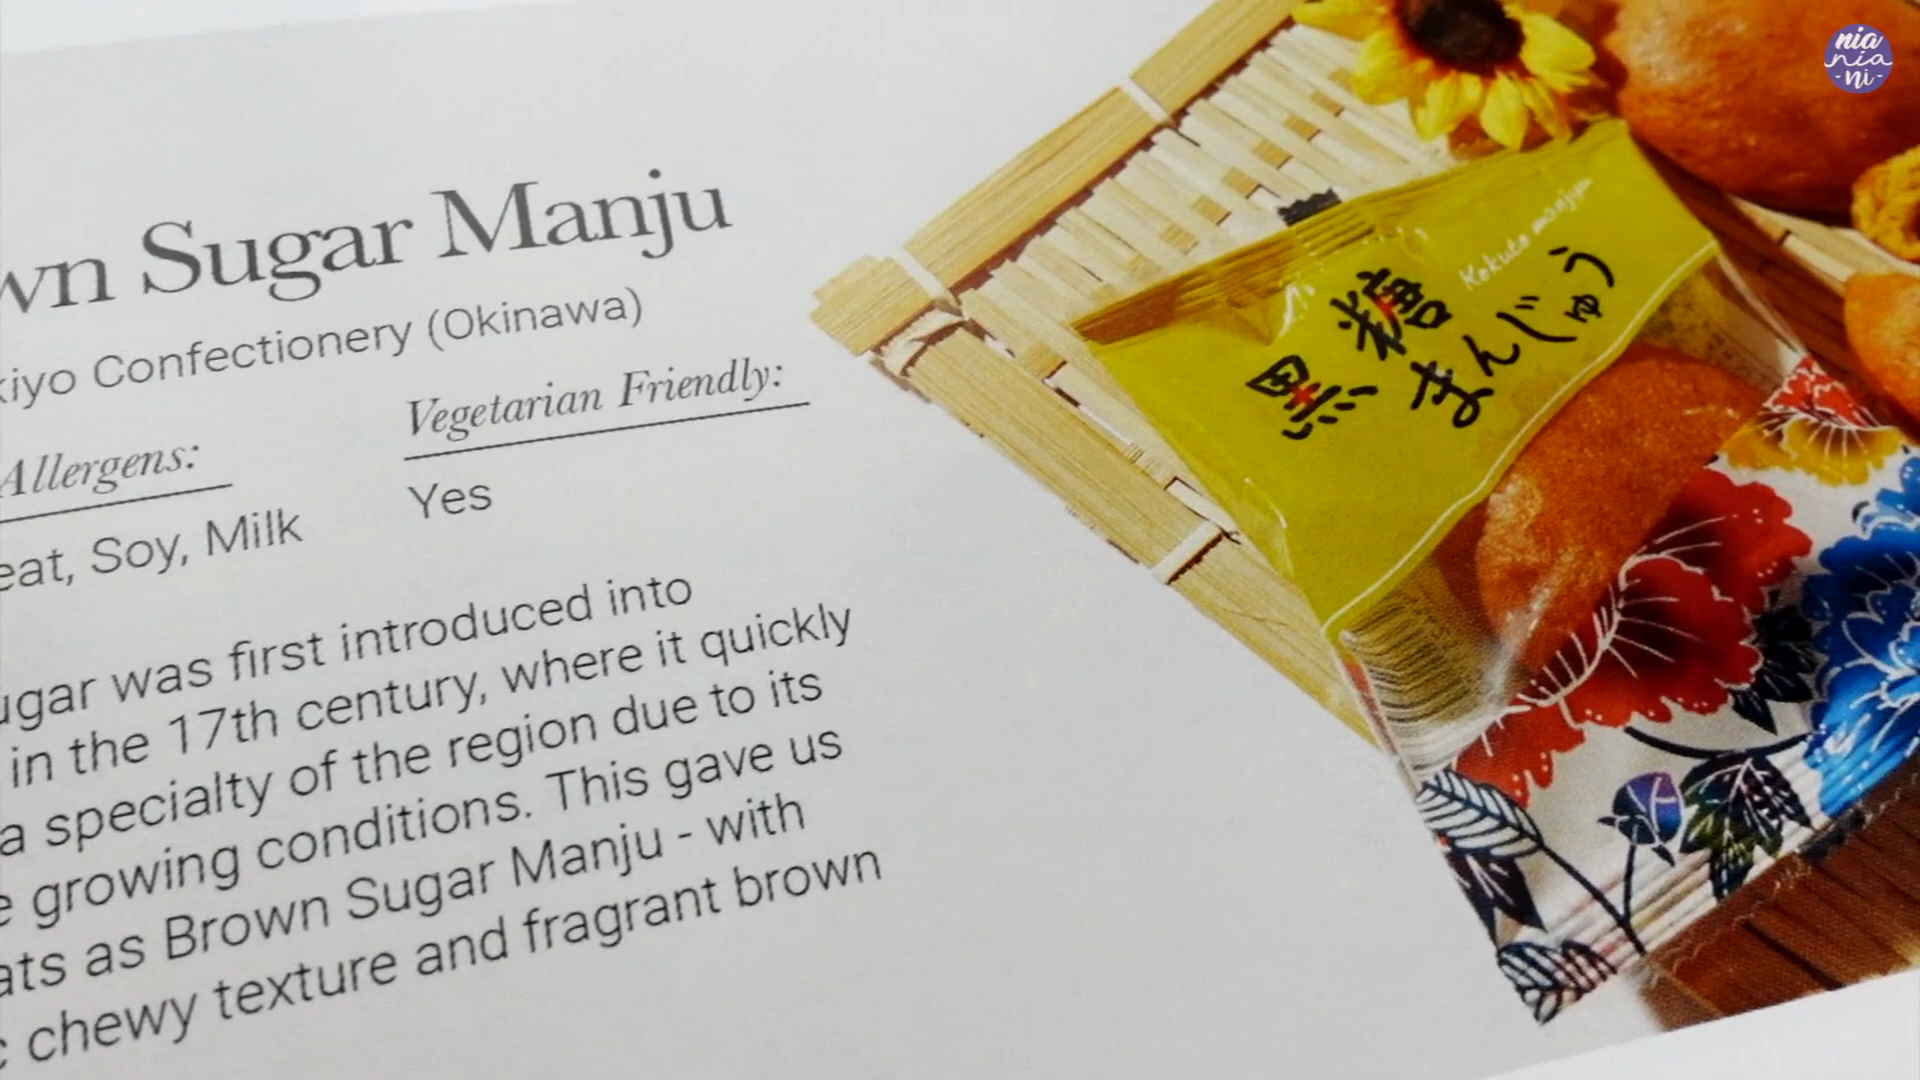 wn Sugar Manju
kiyo Confectionery (Okinawa)
Allergens:
Vegetarian Friendly:
eat, Soy, Milk
Yes
ugar was first introduced into
in the 17th century, where it quickly
a specialty of the region due to its
e growing conditions. This gave us
ats as Brown Sugar Manju - with
c chewy texture and fragrant brown
Kokuto manjyu
黒糖
まんじゅう
nia
nia
-ni-